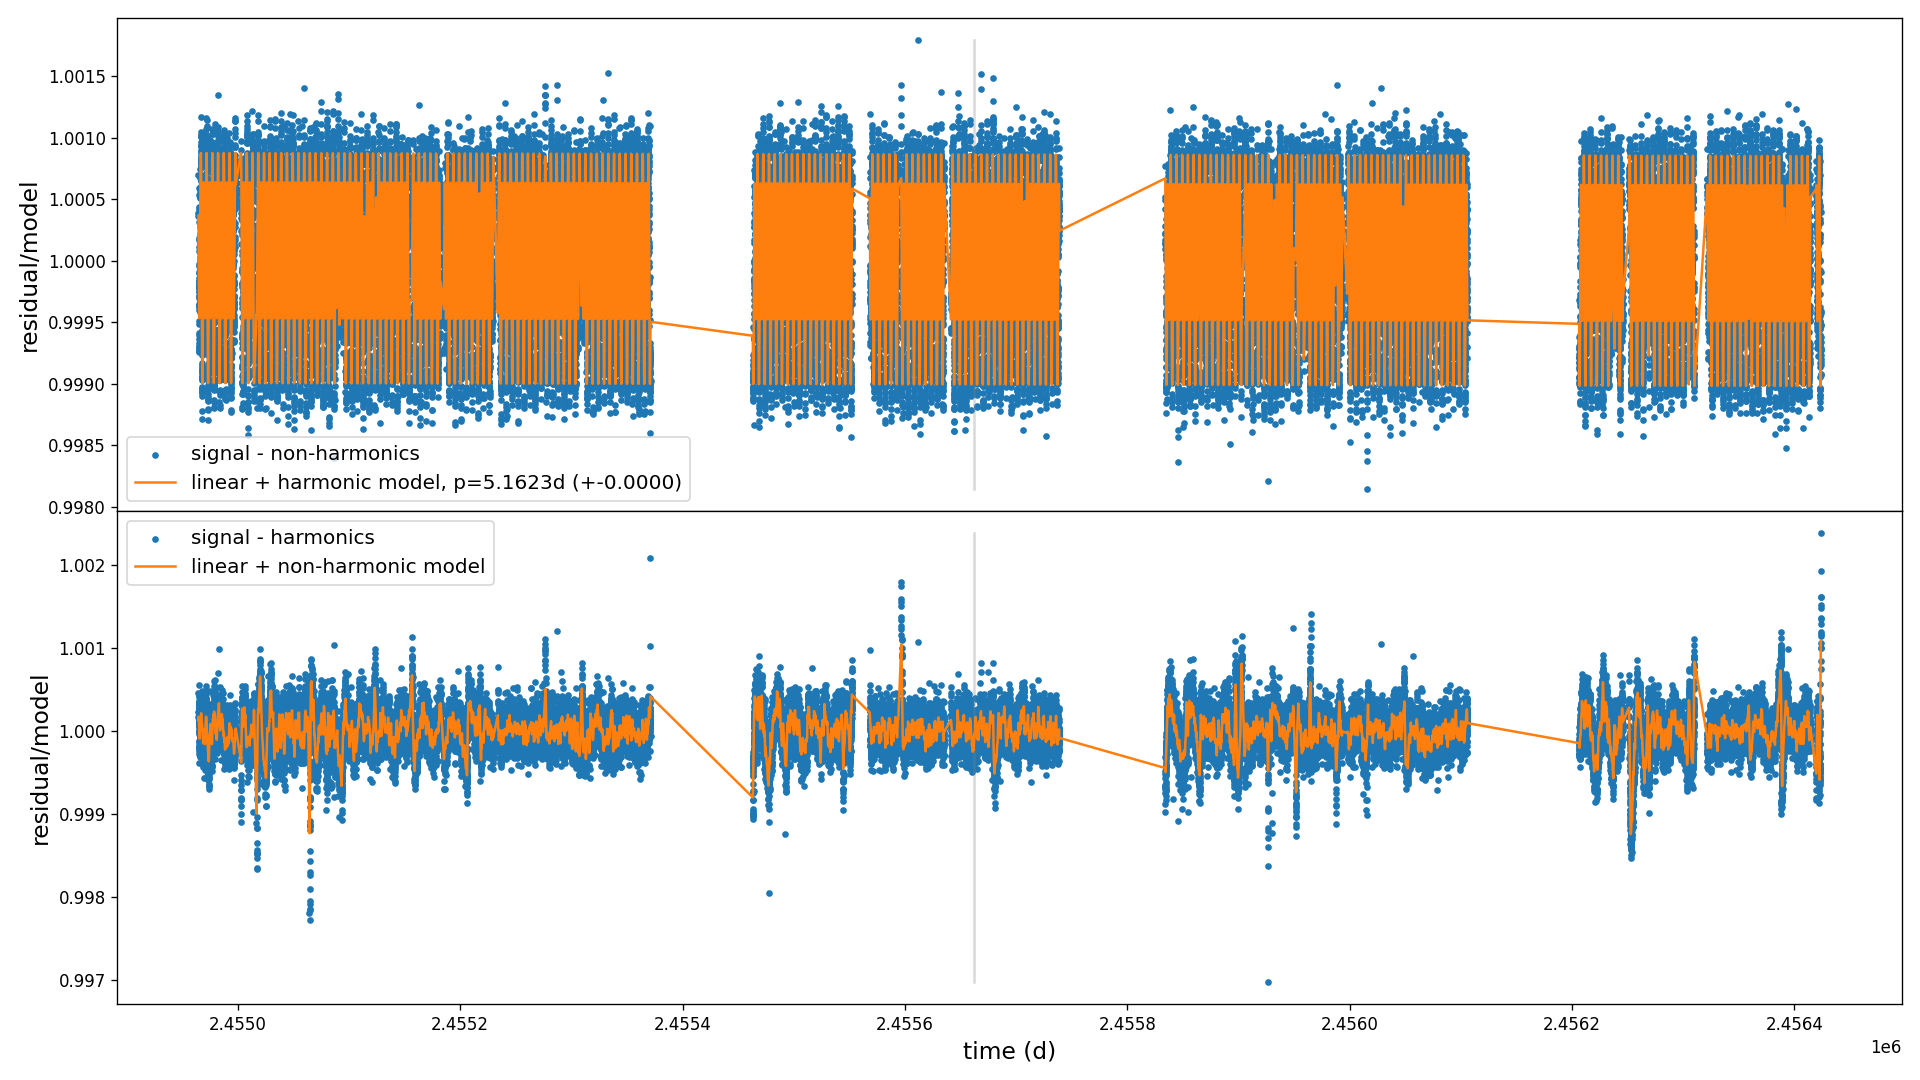 residual/model
1.0015
1.0010
1.0005
1.0000
0.9995
0.9990
0.9985
0.9980
signal - non-harmonics
linear + harmonic model, p=5.1623d (+-0.0000)
residual/model
1.002
1.001
1.000
0.999
0.998
0.997
signal - harmonics
linear + non-harmonic model
2.4550 2.4552 2.4554 2.4556 2.4558 2.4560 2.4562 2.4564
time (d)
1e6